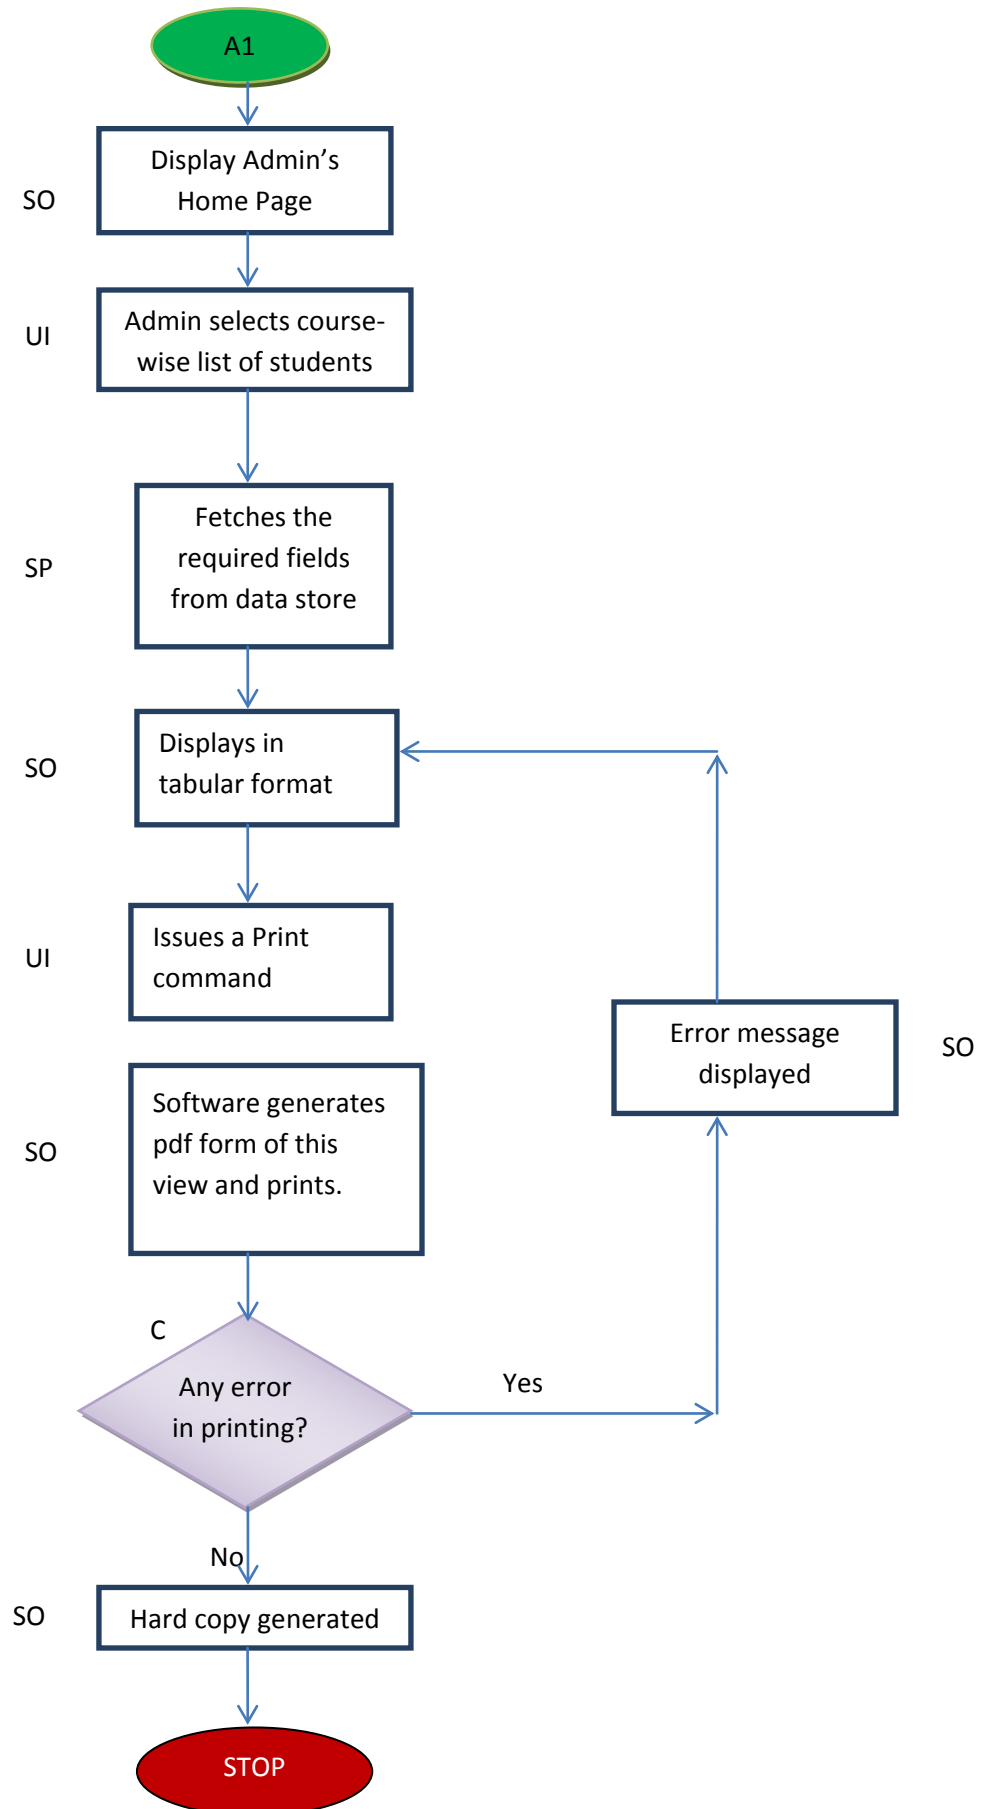 A1
Display Admin’s
Home Page
SO
Admin selects course-
wise list of students
UI
Fetches the
required fields
from data store
SP
Displays in
tabular format
SO
Issues a Print
command
UI
Error message
displayed
SO
Software generates
pdf form of this
view and prints.
SO
C
Any error
in printing?
Yes
No
Hard copy generated
SO
STOP